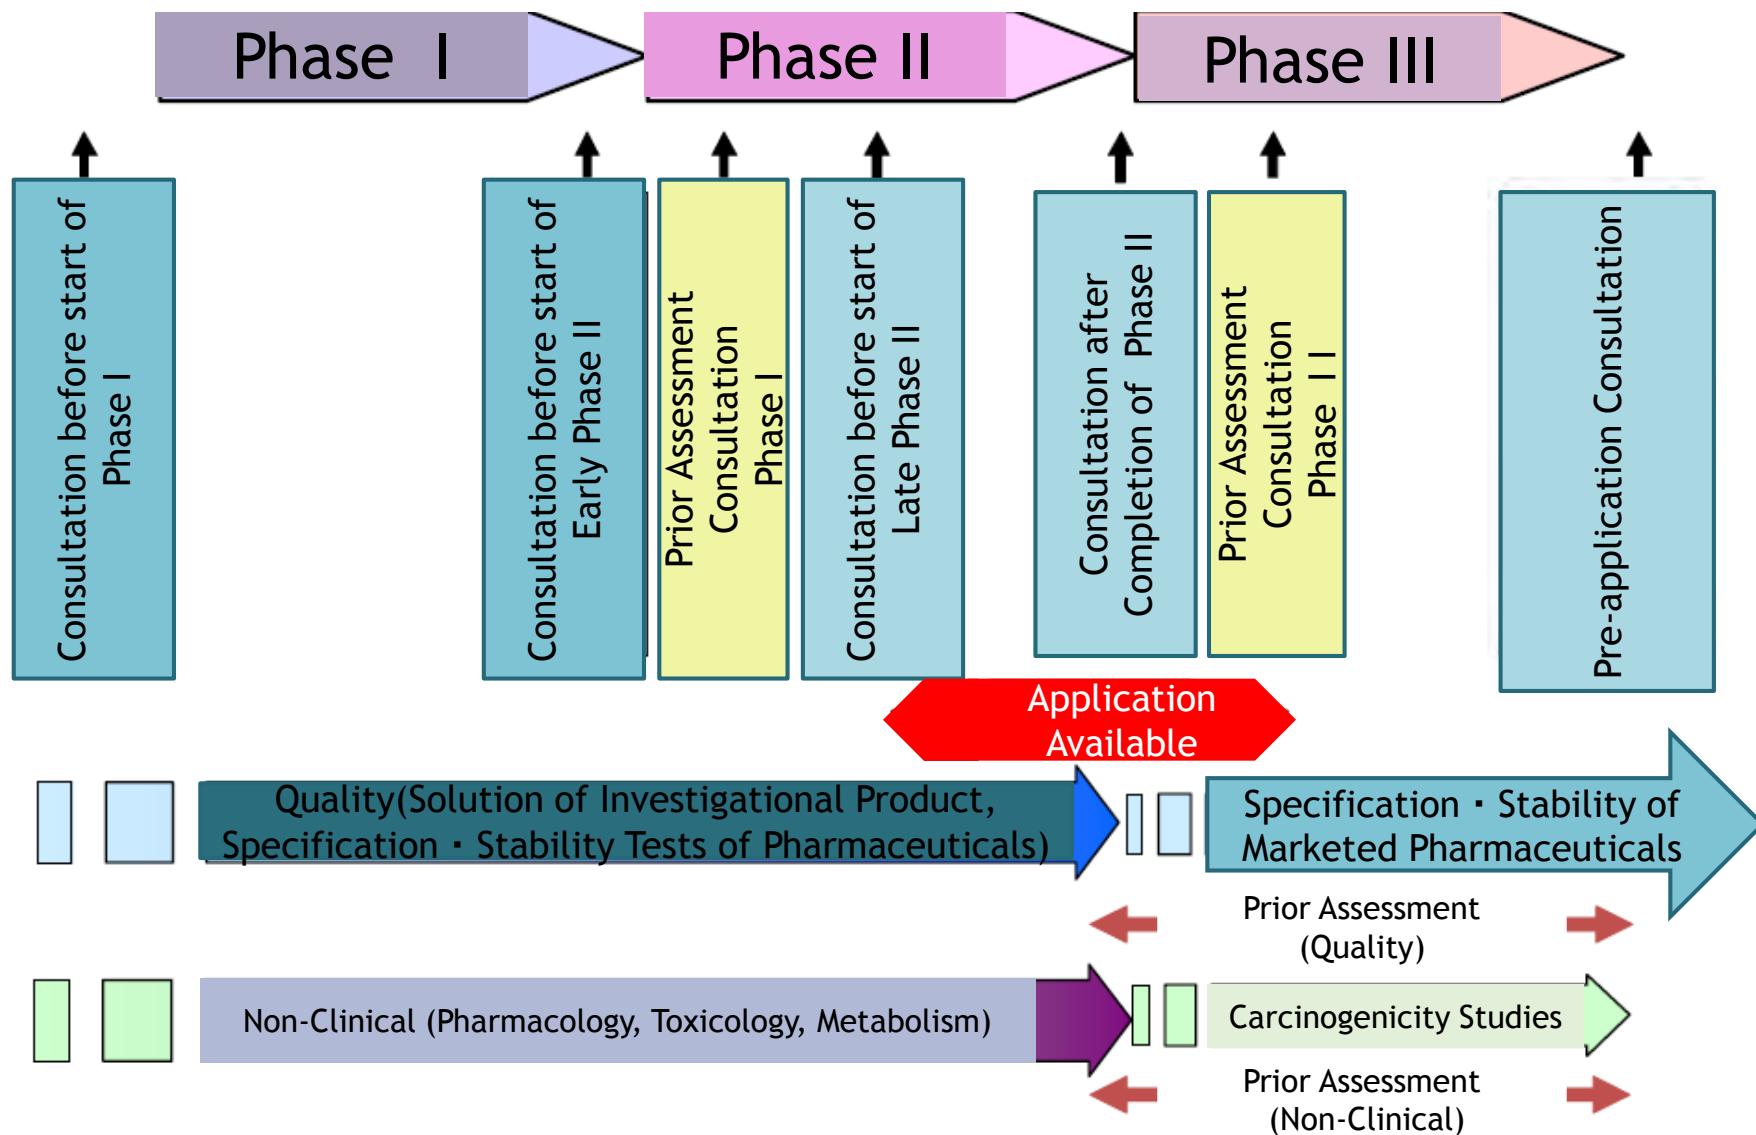 Phase I
Phase II
Phase III
Consultation before start of
Phase I
Consultation before start of
Early Phase II
Prior Assessment
Consultation
Phase I
Consultation before start of
Late Phase II
Consultation after
Completion of Phase II
Prior Assessment
Consultation
Phase I I
Pre-application Consultation
Application
Available
Quality(Solution of Investigational Product,
Specification・Stability Tests of Pharmaceuticals)
Specification・Stability of
Marketed Pharmaceuticals
Prior Assessment
(Quality)
Non-Clinical (Pharmacology, Toxicology, Metabolism)
Carcinogenicity Studies
Prior Assessment
(Non-Clinical)